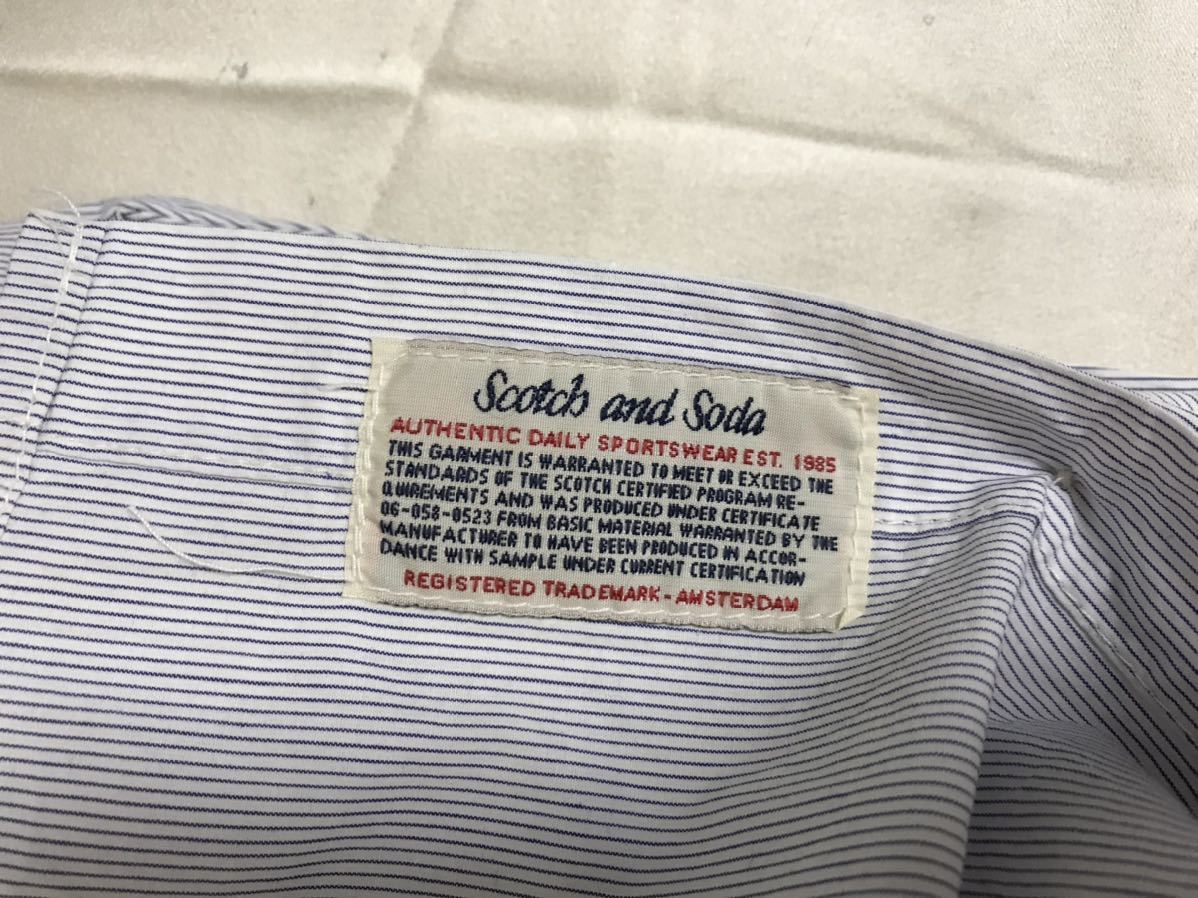 Scotch and Soda
AUTHENTIC DAILY SPORTSWEAR EST. 1985
THIS GARMENT IS WARRANTED TO MEET OR EXCEED THE
STANDARDS OF THE SCOTCH CERTIFIED PROGRAM RE-
QUIREMENTS AND WAS PRODUCED UNDER CERTIFICATE
06-058-0523 FROM BASIC MATERIAL WARRANTED BY THE
MANUFACTURER TO HAVE BEEN PRODUCED IN ACCOR-
DANCE WITH SAMPLE UNDER CURRENT CERTIFICATION
REGISTERED TRADEMARK - AMSTERDAM